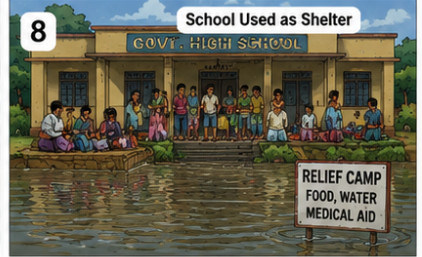 8
School Used as Shelter
GOVT. HIGH SCHOOL
RELIEF CAMP
FOOD, WATER
MEDICAL AID